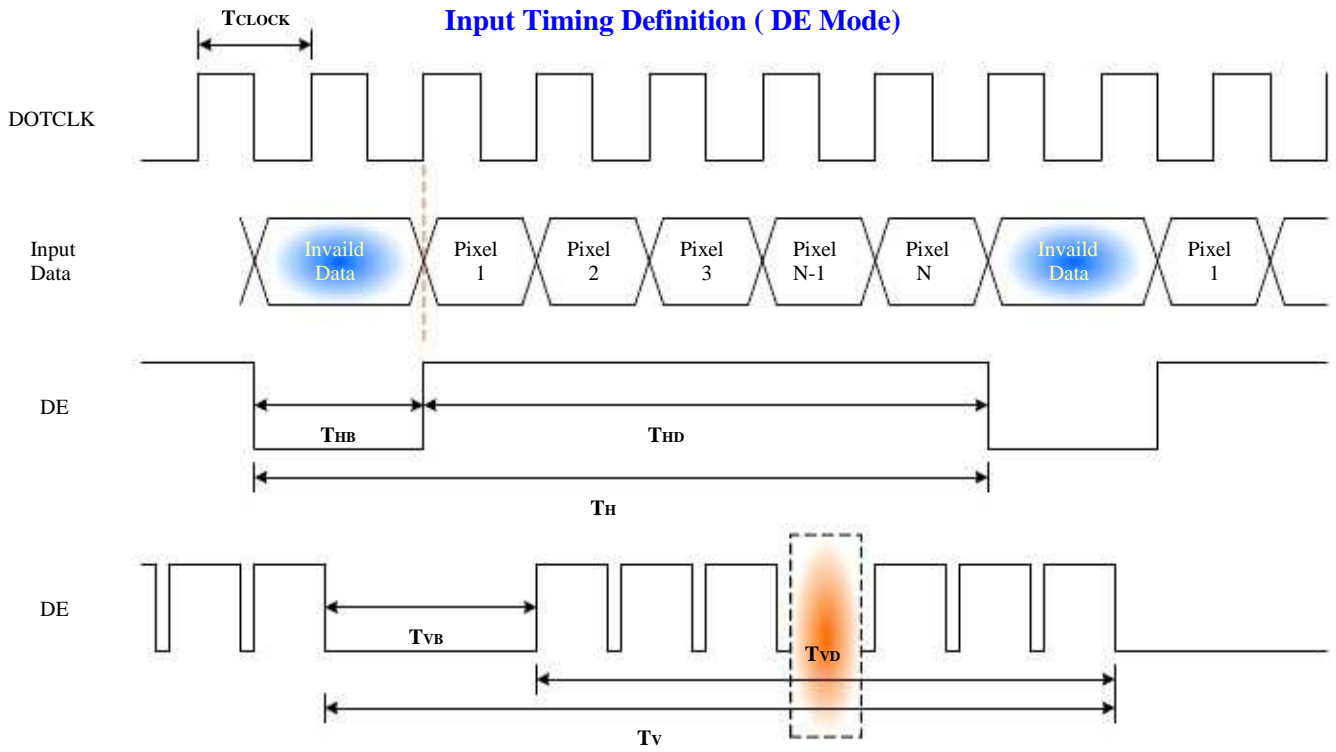 Input Timing Definition ( DE Mode)
TCLOCK
DOTCLK
Input
Data
Invaild
Data
Pixel
1
Pixel
2
Pixel
3
Pixel
N-1
Pixel
N
Invaild
Data
Pixel
1
DE
THB
THD
TH
DE
TVB
TVD
TV